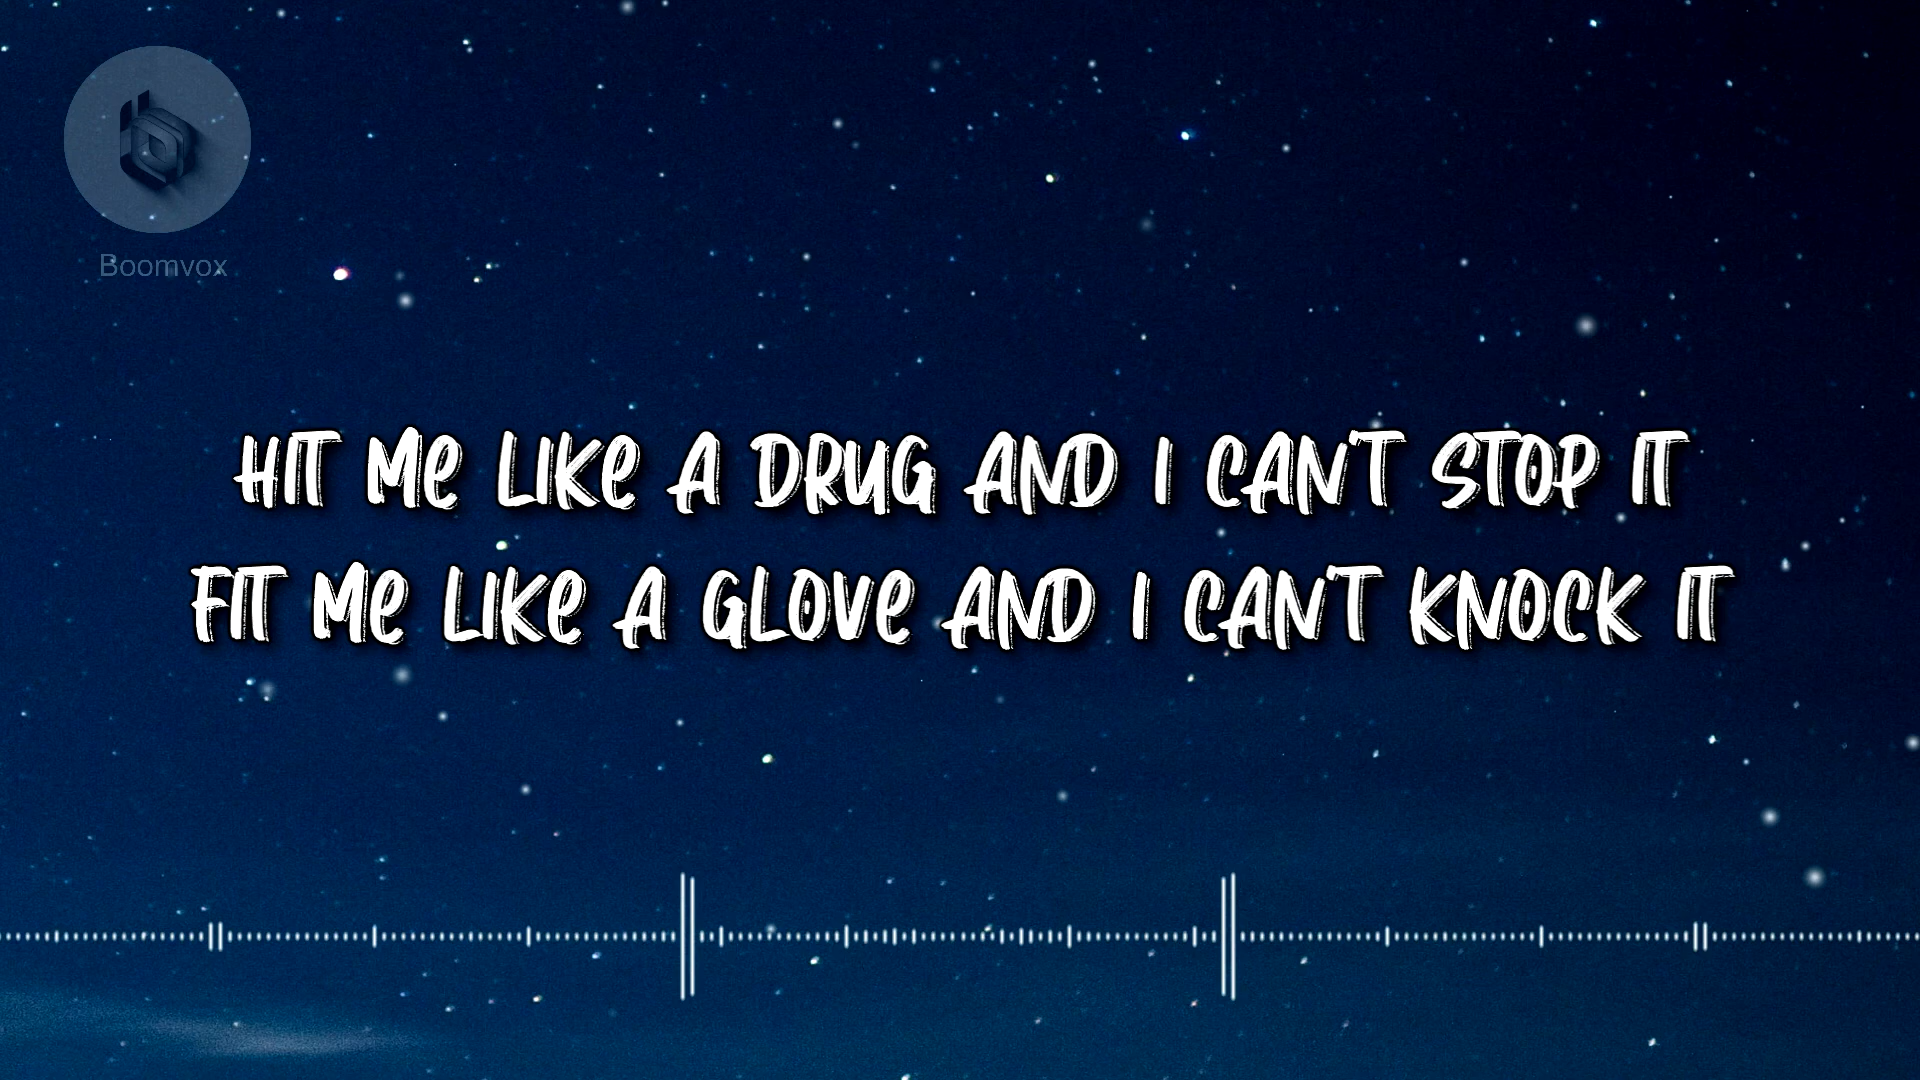 Boomvox
HIT Me LIKe A DRUG AND I CAN'T STOP IT
FIT Me LIKe A GLOVe AND I CAN'T KNOCK IT